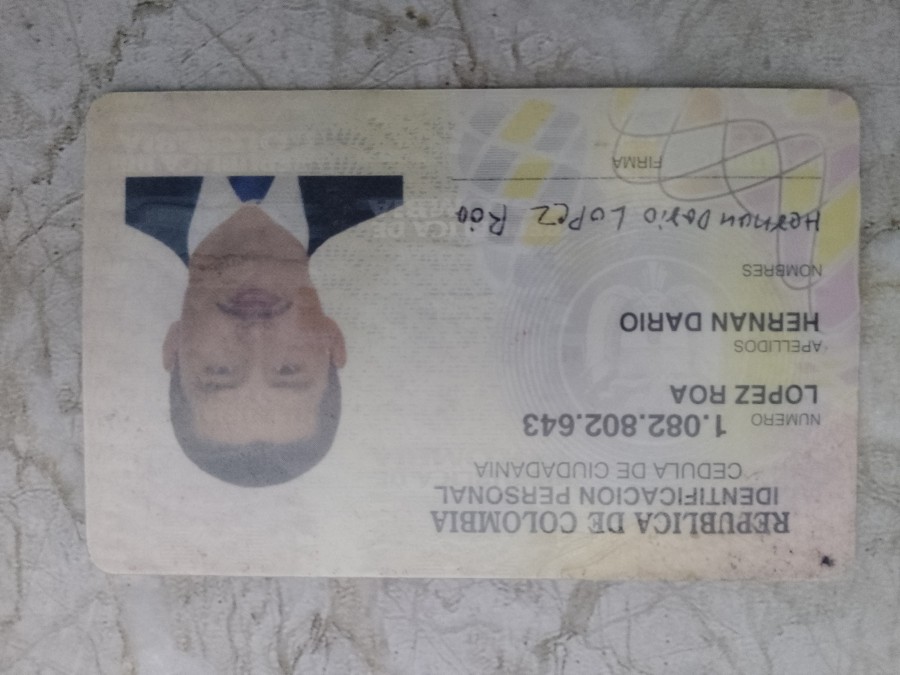 REPUBLICA DE COLOMBIA
IDENTIFICACION PERSONAL
CEDULA DE CIUDADANIA
NUMERO 1.082.802.643
LOPEZ ROA
APELLIDOS
HERNAN DARIO
NOMBRES
Hernan Dario LoPez Roa
FIRMA